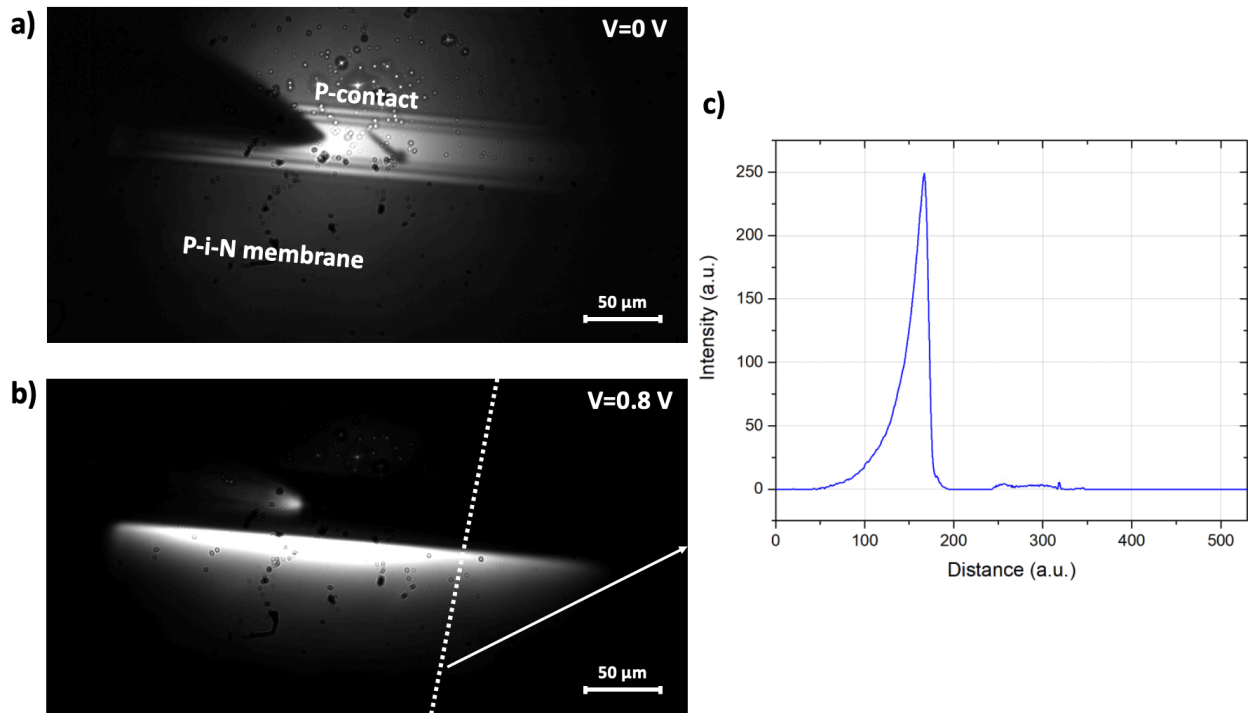 a)
V=0 V
P-contact
P-i-N membrane
50 µm
b)
V=0.8 V
50 µm
c)
250
200
150
100
50
0
Intensity (a.u.)
0 100 200 300 400 500
Distance (a.u.)